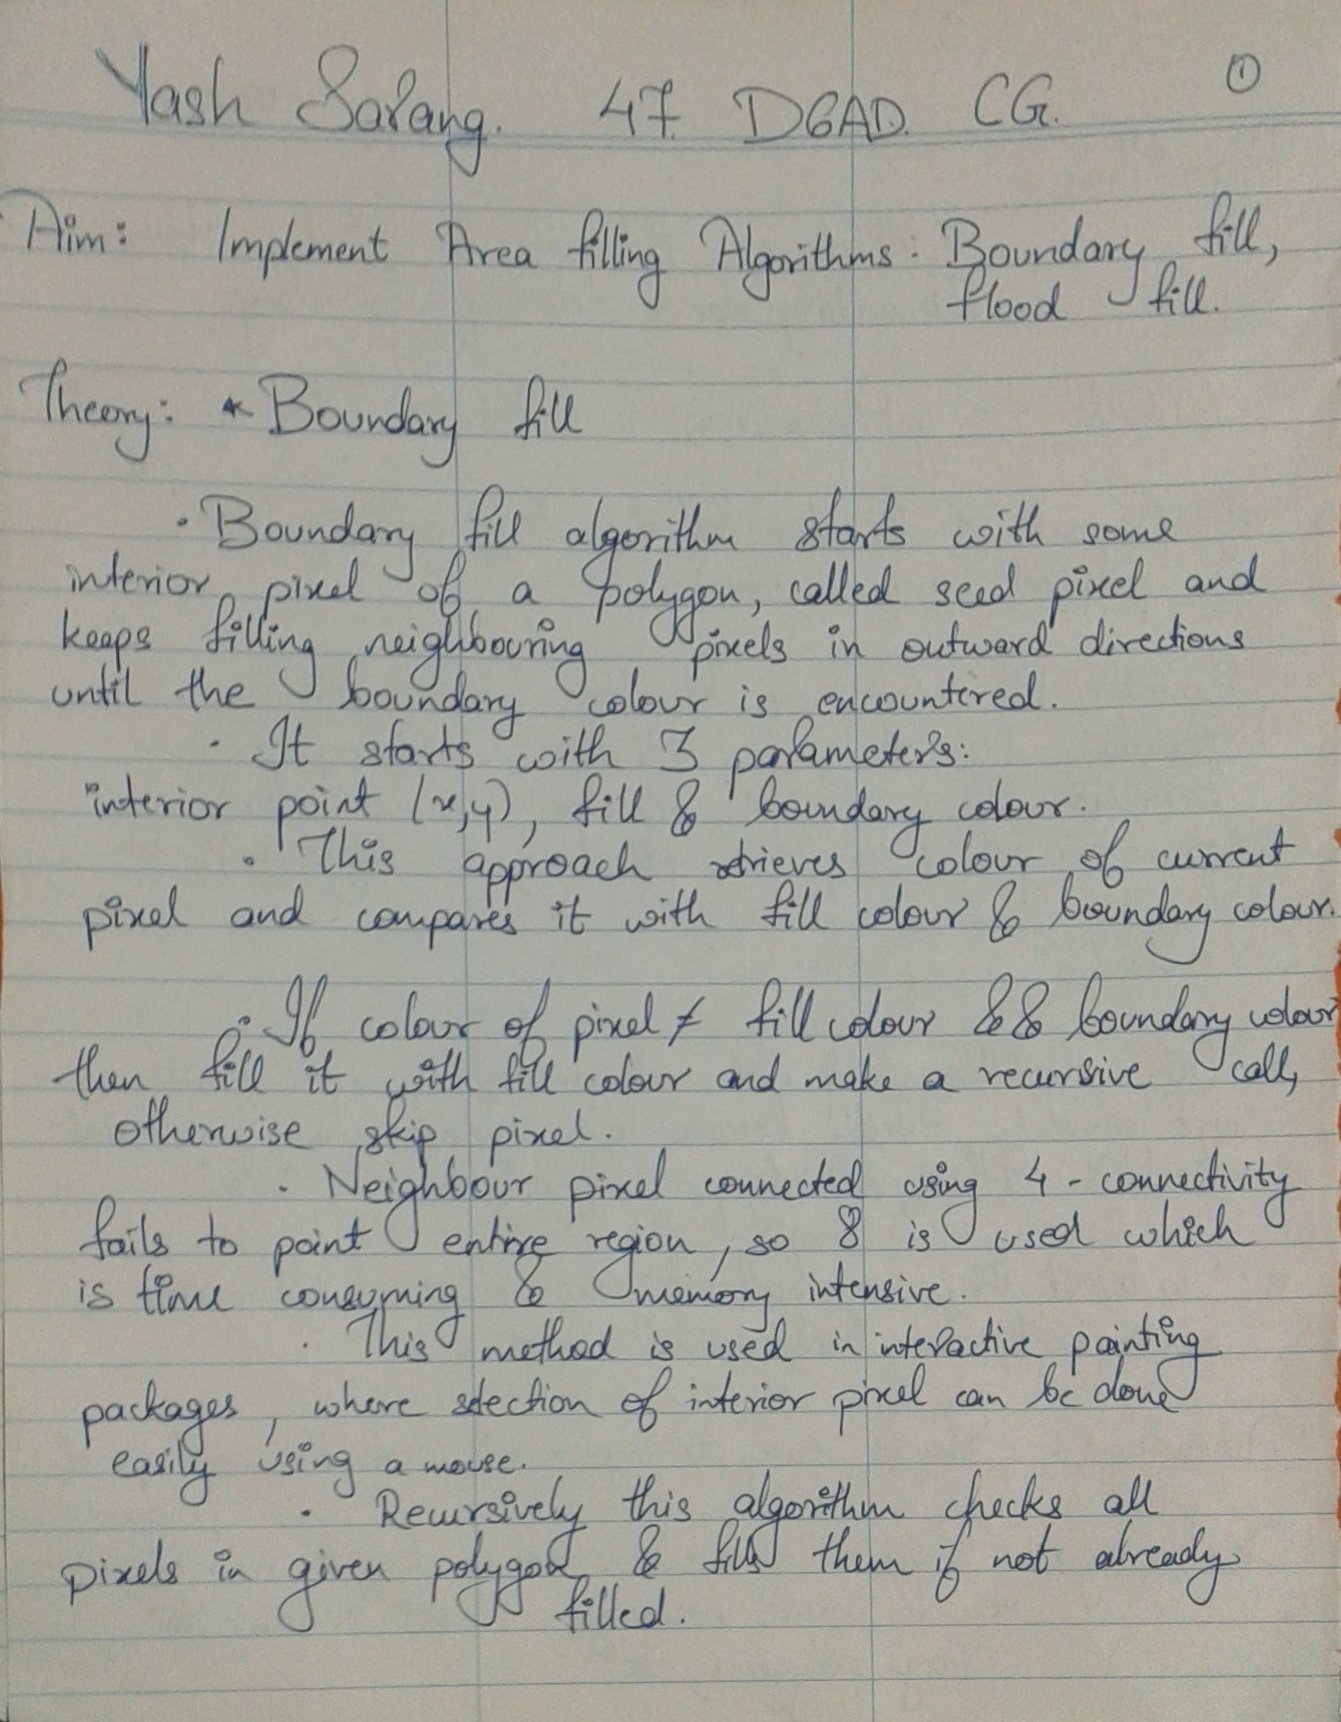 Yash Sarang. 47. D6AD. CG. 1
Aim: Implement Area filling Algorithms: Boundary fill,
flood fill.
Theory: * Boundary fill
· Boundary fill algorithm starts with some
interior pixel of a polygon, called seed pixel and
keeps filling neighbouring pixels in outward directions
until the boundary colour is encountered.
· It starts with 3 parameters:
interior point (x,y), fill & boundary colour.
· This approach retrieves colour of current
pixel and compares it with fill colour & boundary colour.
· If colour of pixel ≠ fill colour && boundary colour
then fill it with fill colour and make a recursive call,
otherwise skip pixel.
· Neighbour pixel connected using 4 - connectivity
fails to paint entire region, so 8 is used which
is time consuming & memory intensive.
· This method is used in interactive painting
packages, where selection of interior pixel can be done
easily using a mouse.
· Recursively this algorithm checks all
pixels in given polygon & fills them if not already
filled.